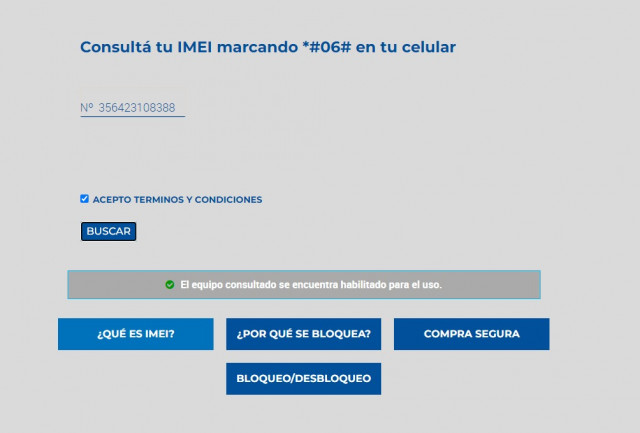 Consultá tu IMEI marcando *#06# en tu celular
Nº 356423108388
ACEPTO TERMINOS Y CONDICIONES
BUSCAR
El equipo consultado se encuentra habilitado para el uso.
¿QUÉ ES IMEI?
¿POR QUÉ SE BLOQUEA?
COMPRA SEGURA
BLOQUEO/DESBLOQUEO